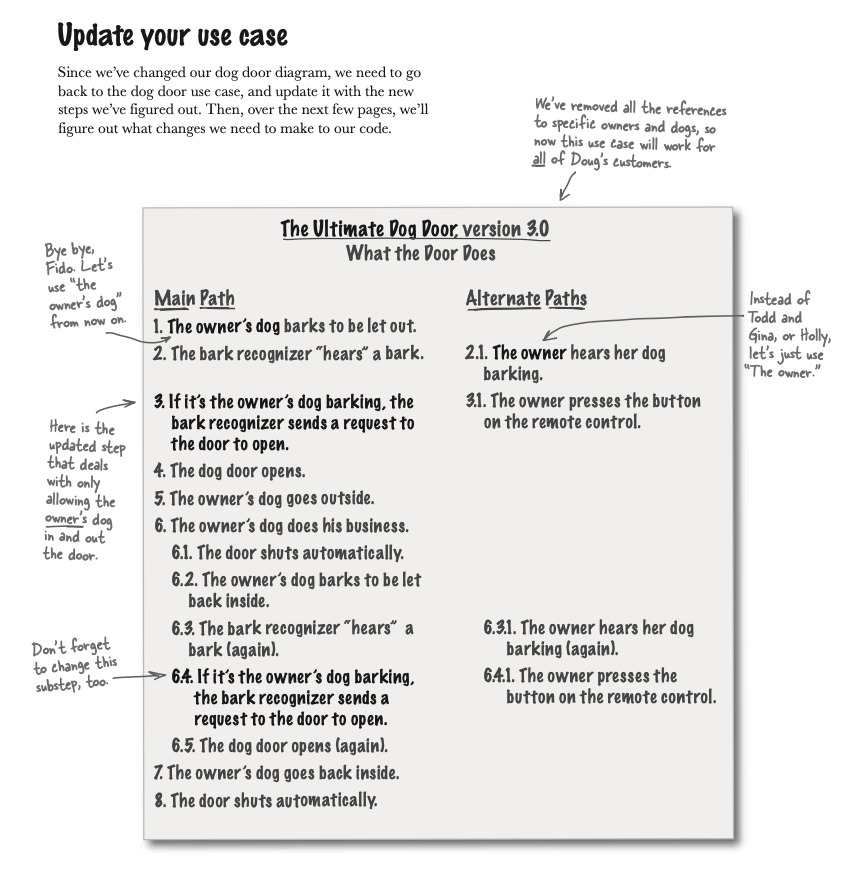 Update your use case
Since we've changed our dog door diagram, we need to go
back to the dog door use case, and update it with the new
steps we've figured out. Then, over the next few pages, we'll
figure out what changes we need to make to our code.
We've removed all the references
to specific owners and dogs, so
now this use case will work for
all of Doug's customers.
The Ultimate Dog Door, version 3.0
What the Door Does
Bye bye,
Fido. Let's
use "the
owner's dog"
from now on.
Main Path
1. The owner's dog barks to be let out.
2. The bark recognizer "hears" a bark.
3. If it's the owner's dog barking, the
bark recognizer sends a request to
the door to open.
4. The dog door opens.
5. The owner's dog goes outside.
6. The owner's dog does his business.
6.1. The door shuts automatically.
6.2. The owner's dog barks to be let
back inside.
6.3. The bark recognizer "hears" a
bark (again).
6.4. If it's the owner's dog barking,
the bark recognizer sends a
request to the door to open.
6.5. The dog door opens (again).
7. The owner's dog goes back inside.
8. The door shuts automatically.
Alternate Paths
2.1. The owner hears her dog
barking.
3.1. The owner presses the button
on the remote control.
6.3.1. The owner hears her dog
barking (again).
6.4.1. The owner presses the
button on the remote control.
Instead of
Todd and
Gina, or Holly,
let's just use
"The owner."
Here is the
updated step
that deals
with only
allowing the
owner's dog
in and out
the door.
Don't forget
to change this
substep, too.